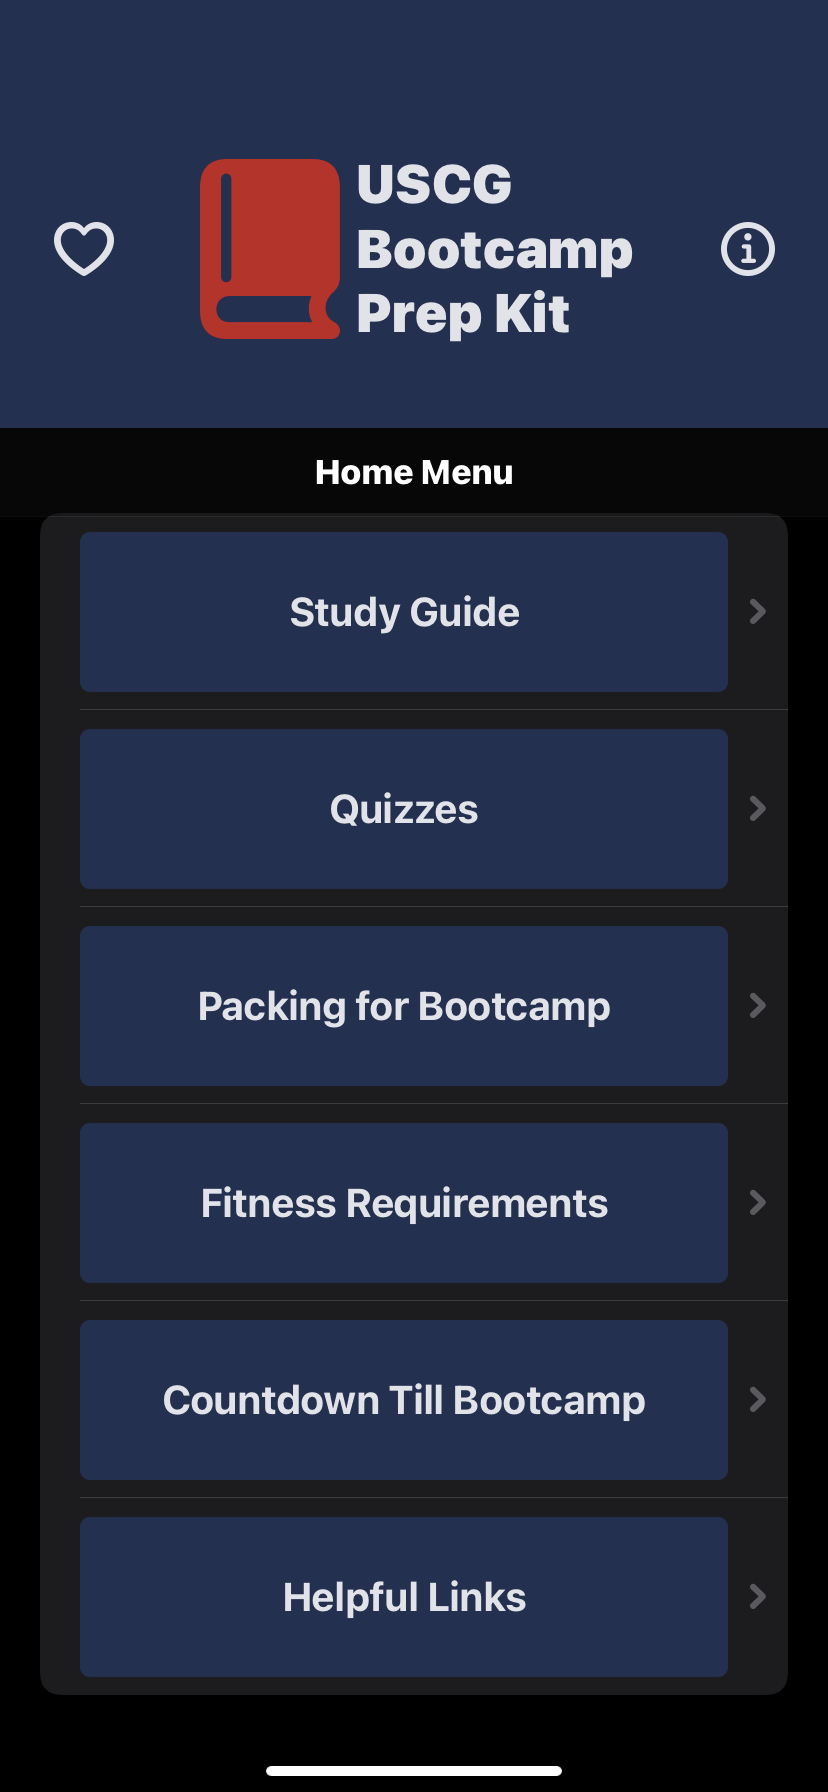 USCG
Bootcamp
Prep Kit
Home Menu
Study Guide
Quizzes
Packing for Bootcamp
Fitness Requirements
Countdown Till Bootcamp
Helpful Links